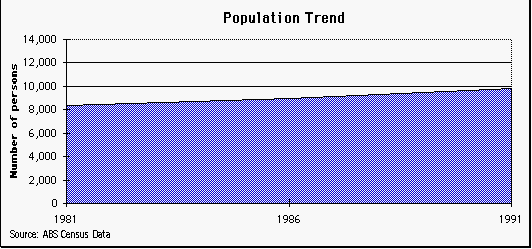 Population Trend
Number of persons
14,000
12,000
10,000
8,000
6,000
4,000
2,000
0
1981 1986 1991
Source: ABS Census Data